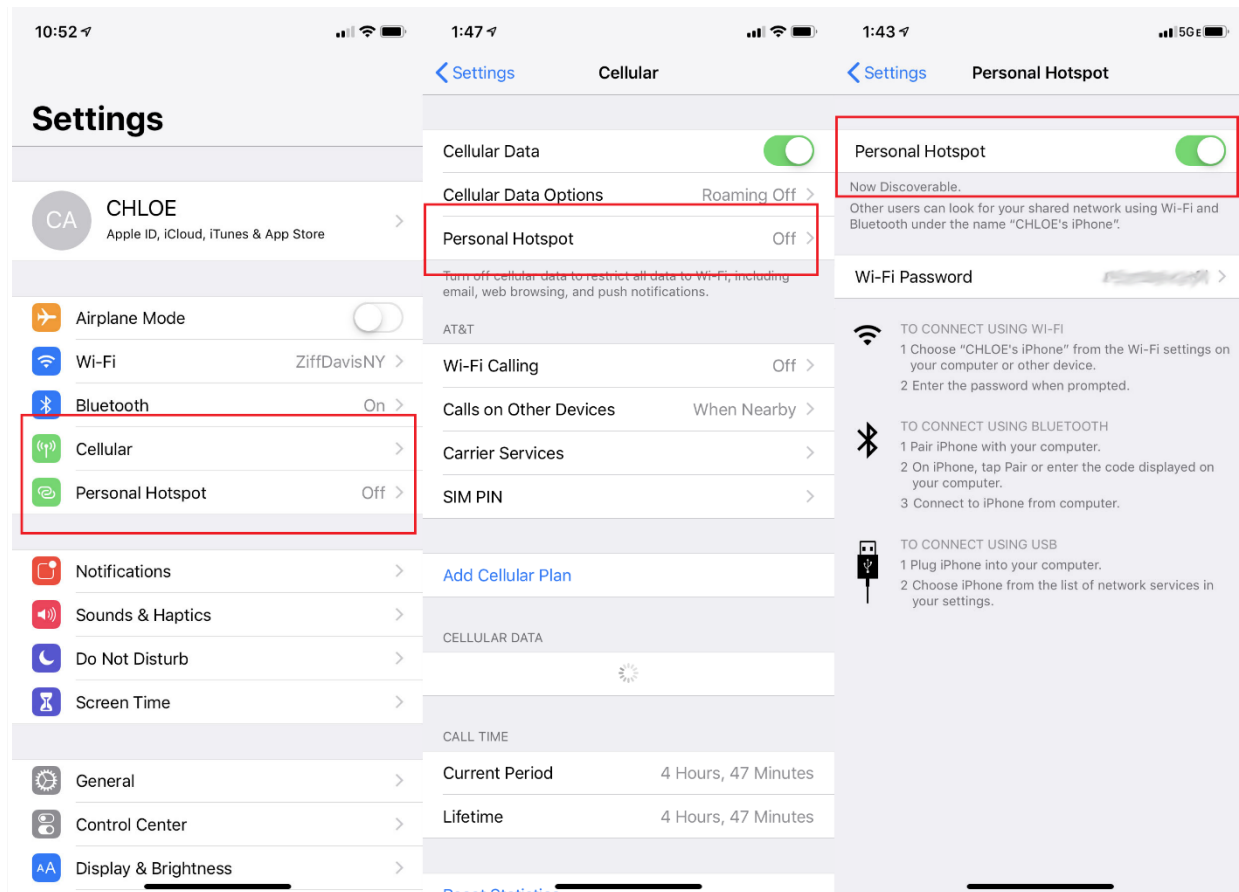 10:52
Settings
CA
CHLOE
Apple ID, iCloud, iTunes & App Store
Airplane Mode
Wi-Fi ZiffDavisNY
Bluetooth On
Cellular
Personal Hotspot Off
Notifications
Sounds & Haptics
Do Not Disturb
Screen Time
General
Control Center
AA Display & Brightness
1:47
Settings Cellular
Cellular Data
Cellular Data Options Roaming Off
Personal Hotspot Off
Turn off cellular data to restrict all data to Wi-Fi, including
email, web browsing, and push notifications.
AT&T
Wi-Fi Calling Off
Calls on Other Devices When Nearby
Carrier Services
SIM PIN
Add Cellular Plan
CELLULAR DATA
CALL TIME
Current Period 4 Hours, 47 Minutes
Lifetime 4 Hours, 47 Minutes
1:43 5G E
Settings Personal Hotspot
Personal Hotspot
Now Discoverable.
Other users can look for your shared network using Wi-Fi and
Bluetooth under the name “CHLOE's iPhone”.
Wi-Fi Password
TO CONNECT USING WI-FI
1 Choose “CHLOE's iPhone” from the Wi-Fi settings on
your computer or other device.
2 Enter the password when prompted.
TO CONNECT USING BLUETOOTH
1 Pair iPhone with your computer.
2 On iPhone, tap Pair or enter the code displayed on
your computer.
3 Connect to iPhone from computer.
TO CONNECT USING USB
1 Plug iPhone into your computer.
2 Choose iPhone from the list of network services in
your settings.